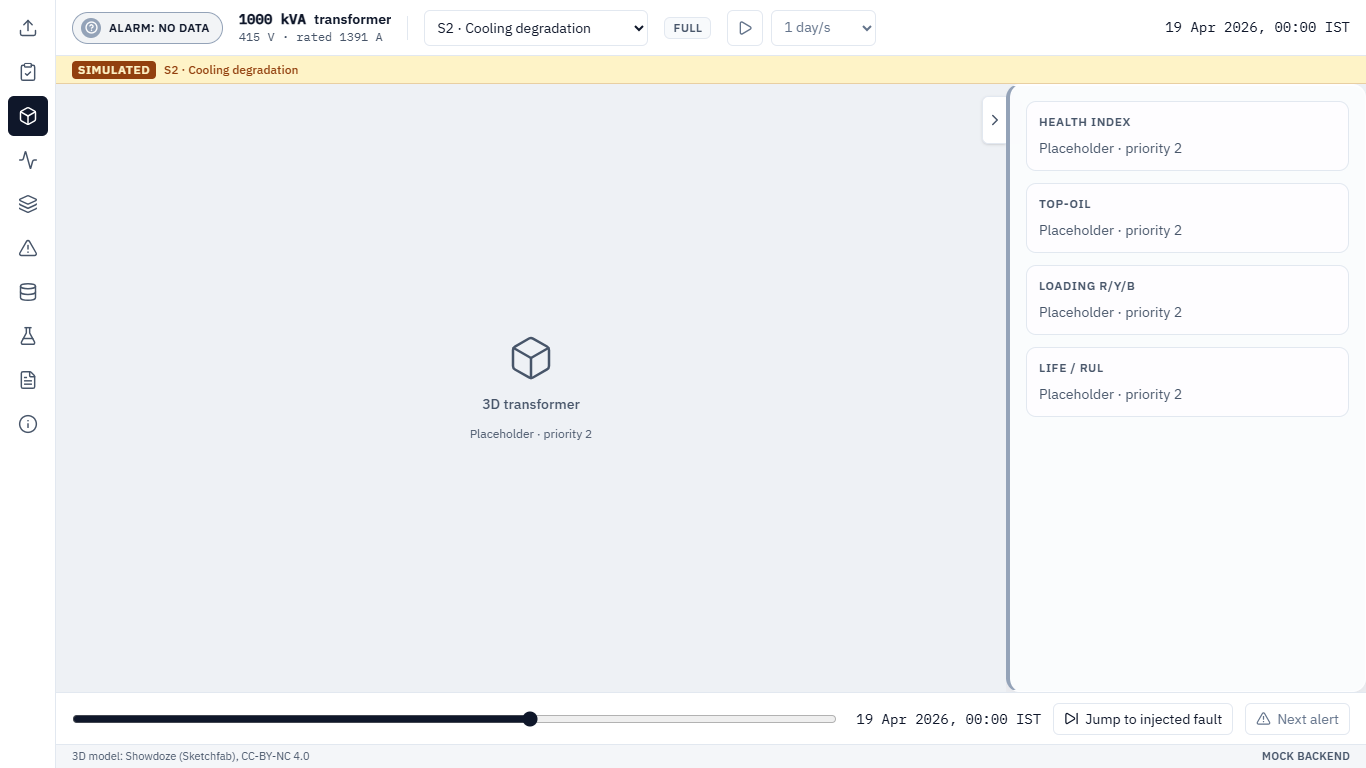 ALARM: NO DATA
1000 kVA transformer
415 V · rated 1391 A
S2 · Cooling degradation
FULL
1 day/s
19 Apr 2026, 00:00 IST
SIMULATED S2 · Cooling degradation
HEALTH INDEX
Placeholder · priority 2
TOP-OIL
Placeholder · priority 2
LOADING R/Y/B
Placeholder · priority 2
LIFE / RUL
Placeholder · priority 2
3D transformer
Placeholder · priority 2
19 Apr 2026, 00:00 IST
Jump to injected fault
Next alert
3D model: Showdoze (Sketchfab), CC-BY-NC 4.0
MOCK BACKEND